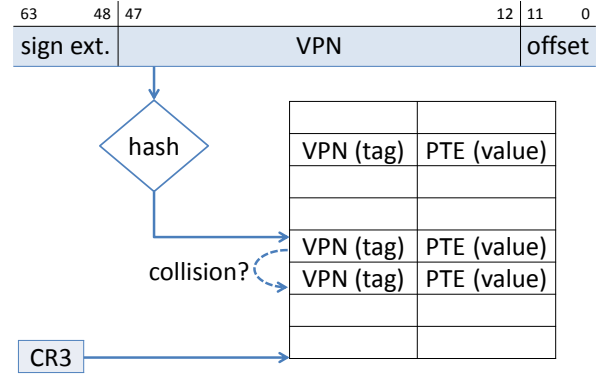 63 48 47 12 11 0
sign ext. VPN offset
hash
VPN (tag) PTE (value)
VPN (tag) PTE (value)
collision?
VPN (tag) PTE (value)
CR3